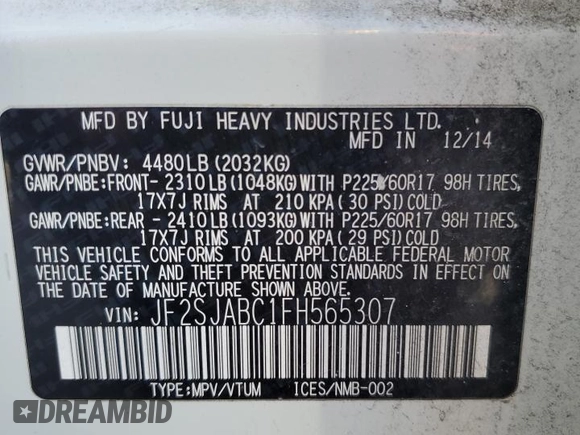 MFD BY FUJI HEAVY INDUSTRIES LTD.
MFD IN 12/14
GVWR/PNBV: 4480LB(2032KG)
GAWR/PNBE:FRONT- 2310LB(1048KG)WITH P225/60R17 98H TIRES,
17X7J RIMS AT 210 KPA( 30 PSI)COLD
GAWR/PNBE:REAR - 2410LB(1093KG)WITH P225/60R17 98H TIRES,
17X7J RIMS AT 200 KPA(29 PSI)COLD
THIS VEHICLE CONFORMS TO ALL APPLICABLE FEDERAL MOTOR
VEHICLE SAFETY AND THEFT PREVENTION STANDARDS IN EFFECT ON
THE DATE OF MANUFACTURE SHOWN ABOVE.
VIN: JF2SJABC1FH565307
TYPE:MPV/VTUM ICES/NMB-002
DREAMBID